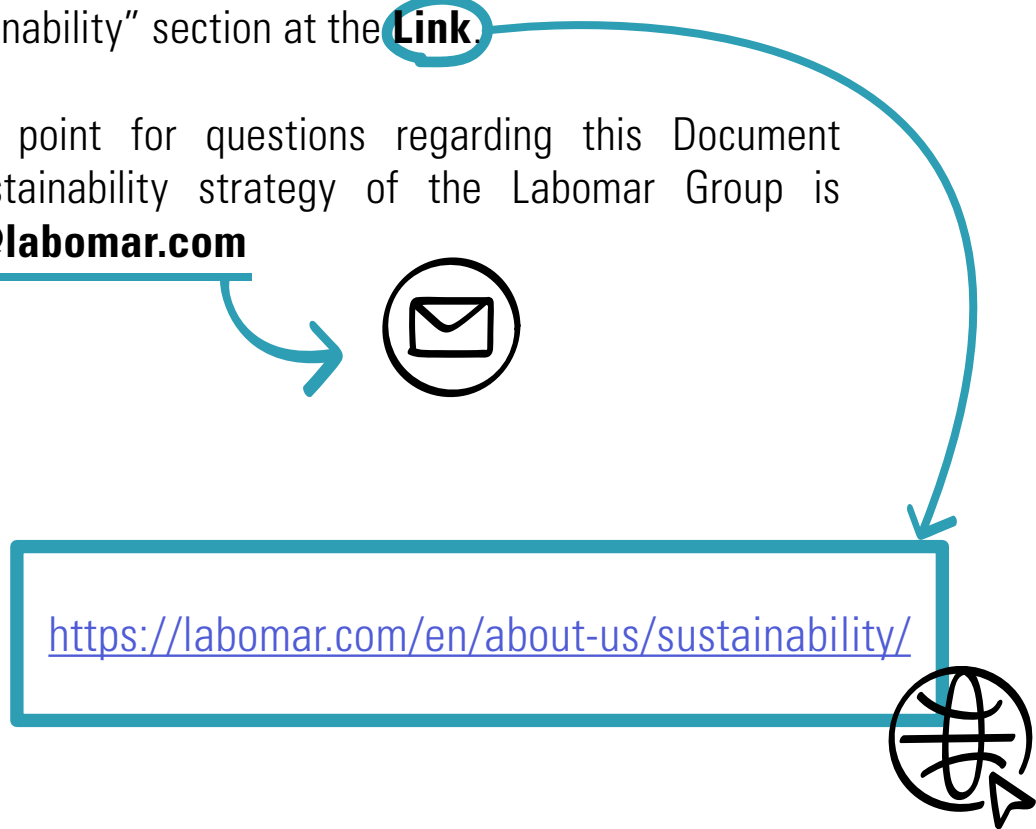 nability” section at the Link.
point for questions regarding this Document
stainability strategy of the Labomar Group is
@labomar.com
https://labomar.com/en/about-us/sustainability/